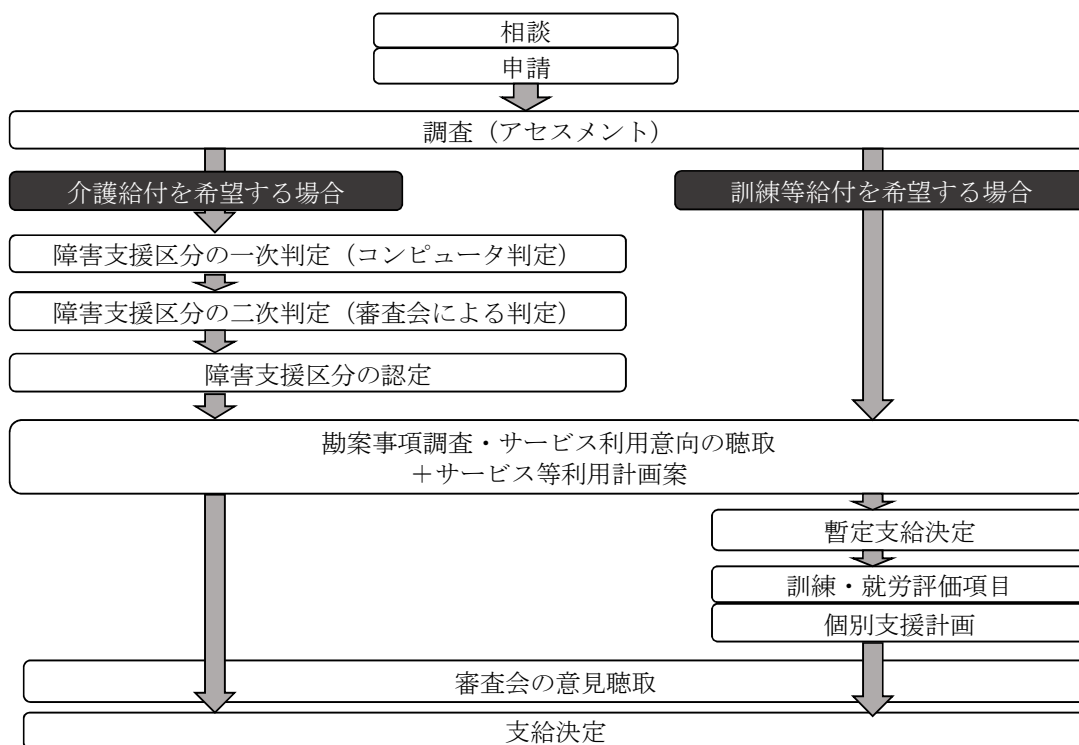 相談
申請
調査（アセスメント）
介護給付を希望する場合
訓練等給付を希望する場合
障害支援区分の一次判定（コンピュータ判定）
障害支援区分の二次判定（審査会による判定）
障害支援区分の認定
勘案事項調査・サービス利用意向の聴取
＋サービス等利用計画案
暫定支給決定
訓練・就労評価項目
個別支援計画
審査会の意見聴取
支給決定